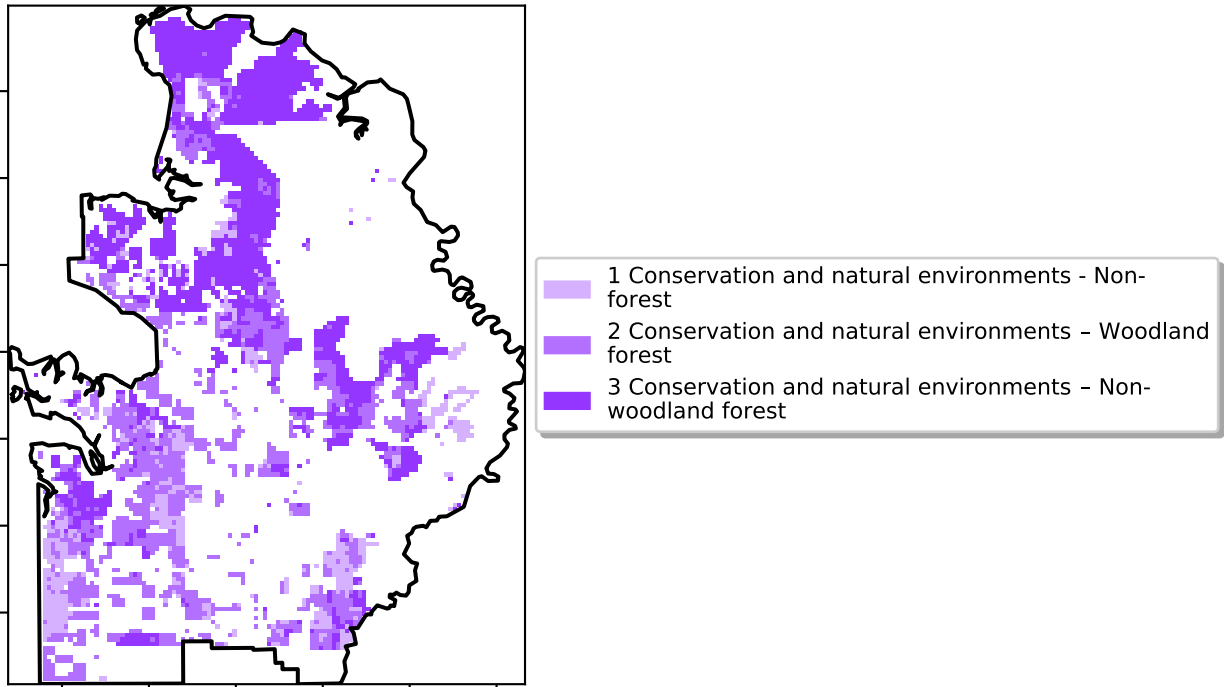 1 Conservation and natural environments - Non-
forest
2 Conservation and natural environments – Woodland
forest
3 Conservation and natural environments – Non-
woodland forest